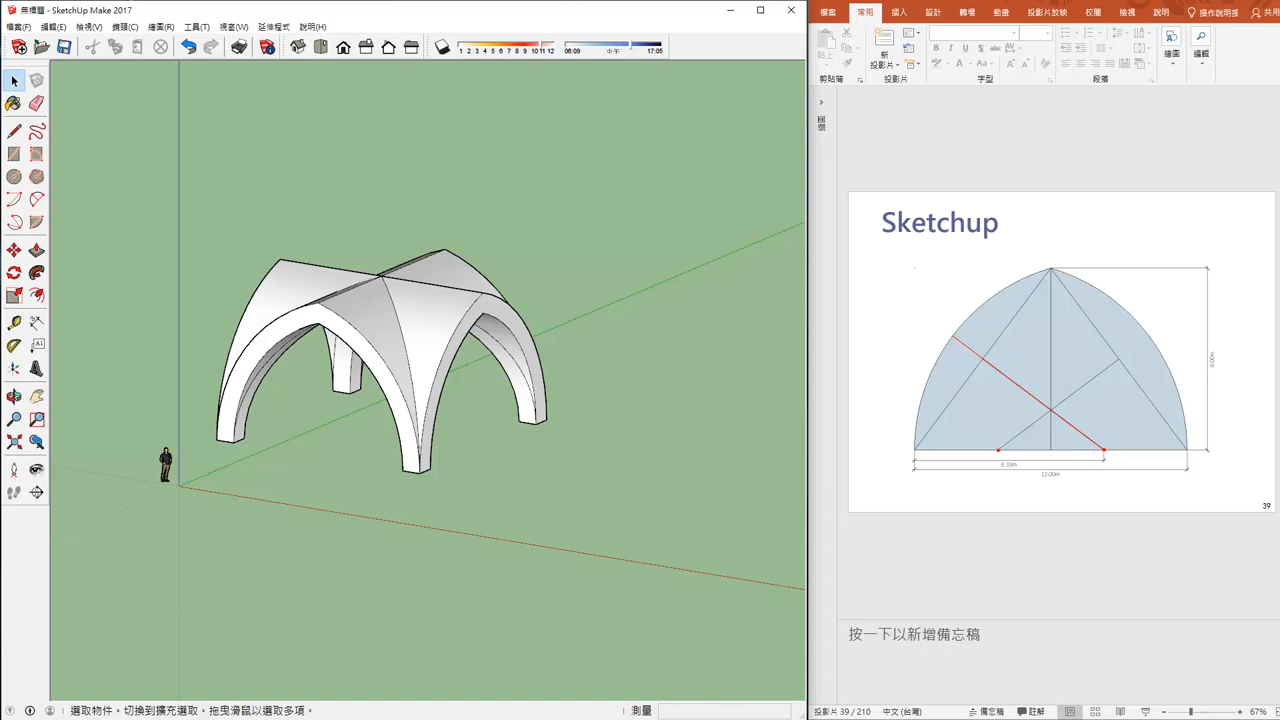 無標題 - SketchUp Make 2017
檔案(F) 編輯(E) 檢視(V) 鏡頭(C) 繪製(R) 工具(T) 視窗(W) 延伸程式 說明(H)
1 2 3 4 5 6 7 8 9 10 11 12
06:09 中午 17:05
選取物件。切換到擴充選取。拖曳滑鼠以選取多項。
測量
檔案 常用 插入 設計 轉場 動畫 投影片放映 校閱 檢視 說明 操作說明 共用
貼上
新
投影片
繪圖
編輯
剪貼簿 投影片 字型 段落
Sketchup
8.00m
6.33m
12.00m
39
按一下以新增備忘稿
投影片 39 / 210 中文 (台灣) 備忘稿 註解 67%